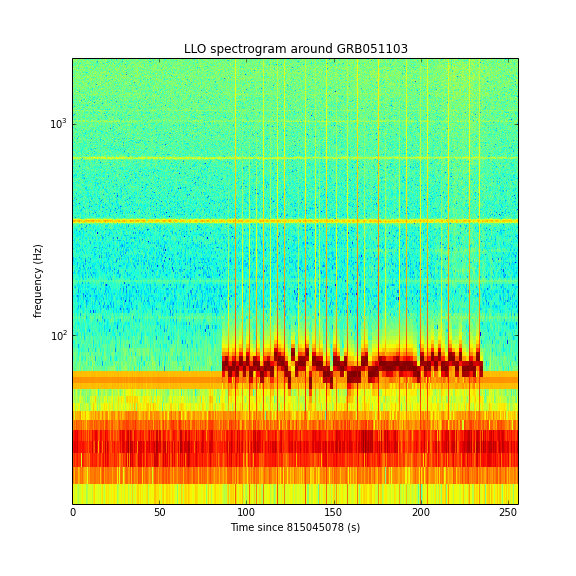 LLO spectrogram around GRB051103
10³
10²
frequency (Hz)
0 50 100 150 200 250
Time since 815045078 (s)